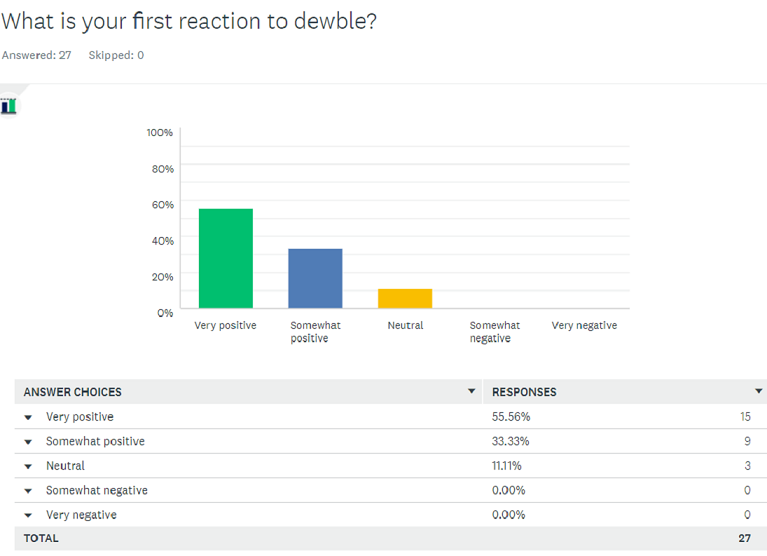 What is your first reaction to dewble?
Answered: 27 Skipped: 0
100%
80%
60%
40%
20%
0%
Very positive
Somewhat
positive
Neutral
Somewhat
negative
Very negative
ANSWER CHOICES RESPONSES
Very positive 55.56% 15
Somewhat positive 33.33% 9
Neutral 11.11% 3
Somewhat negative 0.00% 0
Very negative 0.00% 0
TOTAL 27